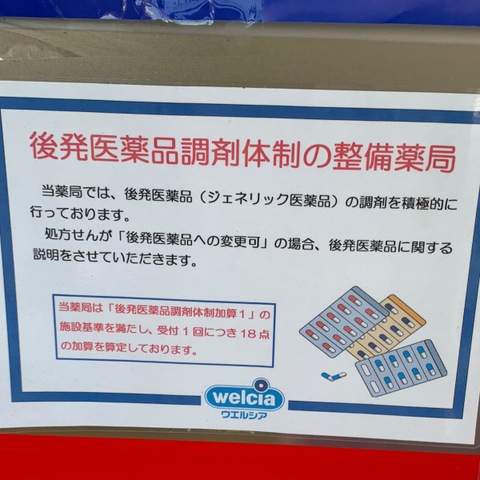 後発医薬品調剤体制の整備薬局
当薬局では、後発医薬品（ジェネリック医薬品）の調剤を積極的に
行っております。
処方せんが「後発医薬品への変更可」の場合、後発医薬品に関する
説明をさせていただきます。
当薬局は「後発医薬品調剤体制加算１」の
施設基準を満たし、受付１回につき18点
の加算を算定しております。
welcia
ウエルシア